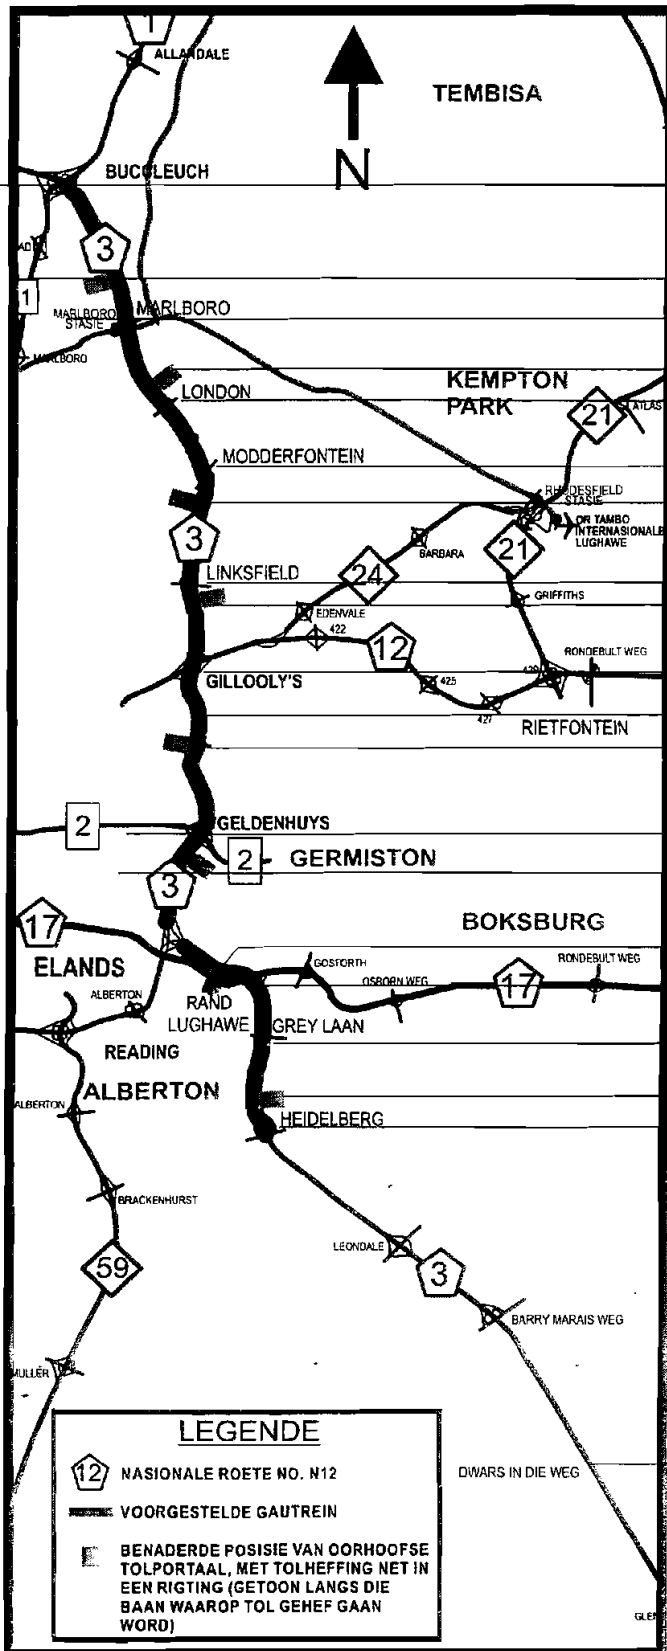 1
ALLANDALE
TEMBISA
N
BUCCLEUCH
3
AD
1
MARLBORO
STASIE
MARLBORO
MARLBORO
LONDON
KEMPTON
PARK
21
ATLAS
MODDERFONTEIN
RHODESFIELD
STASIE
OR TAMBO
INTERNASIONALE
LUGHAWE
3
BARBARA
21
24
LINKSFIELD
GRIFFITHS
EDENVALE
422
12
RONDEBULT WEG
GILLOOLY'S
425
429
427
RIETFONTEIN
2
GELDENHUYS
2
GERMISTON
3
17
BOKSBURG
ELANDS
GOSFORTH
RONDEBULT WEG
OSBORN WEG
17
ALBERTON
RAND
LUGHAWE
GREY LAAN
READING
ALBERTON
ALBERTON
HEIDELBERG
BRACKENHURST
LEONDALE
59
3
BARRY MARAIS WEG
MULLER
LEGENDE
12 NASIONALE ROETE NO. N12
VOORGESTELDE GAUTREIN
BENADERDE POSISIE VAN OORHOOFSE
TOLPORTAAL, MET TOLHEFFING NET IN
EEN RIGTING (GETOON LANGS DIE
BAAN WAAROP TOL GEHEF GAAN
WORD)
DWARS IN DIE WEG
GLE